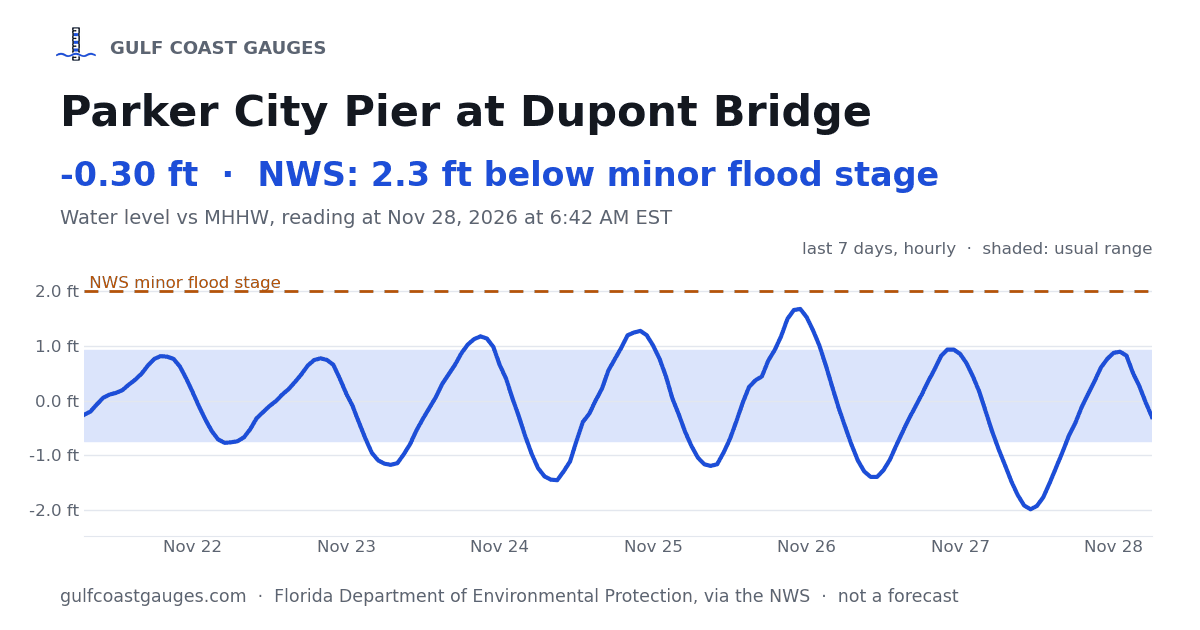 GULF COAST GAUGES
Parker City Pier at Dupont Bridge
-0.30 ft · NWS: 2.3 ft below minor flood stage
Water level vs MHHW, reading at Nov 28, 2026 at 6:42 AM EST
last 7 days, hourly · shaded: usual range
NWS minor flood stage
2.0 ft
1.0 ft
0.0 ft
-1.0 ft
-2.0 ft
Nov 22 Nov 23 Nov 24 Nov 25 Nov 26 Nov 27 Nov 28
gulfcoastgauges.com · Florida Department of Environmental Protection, via the NWS · not a forecast